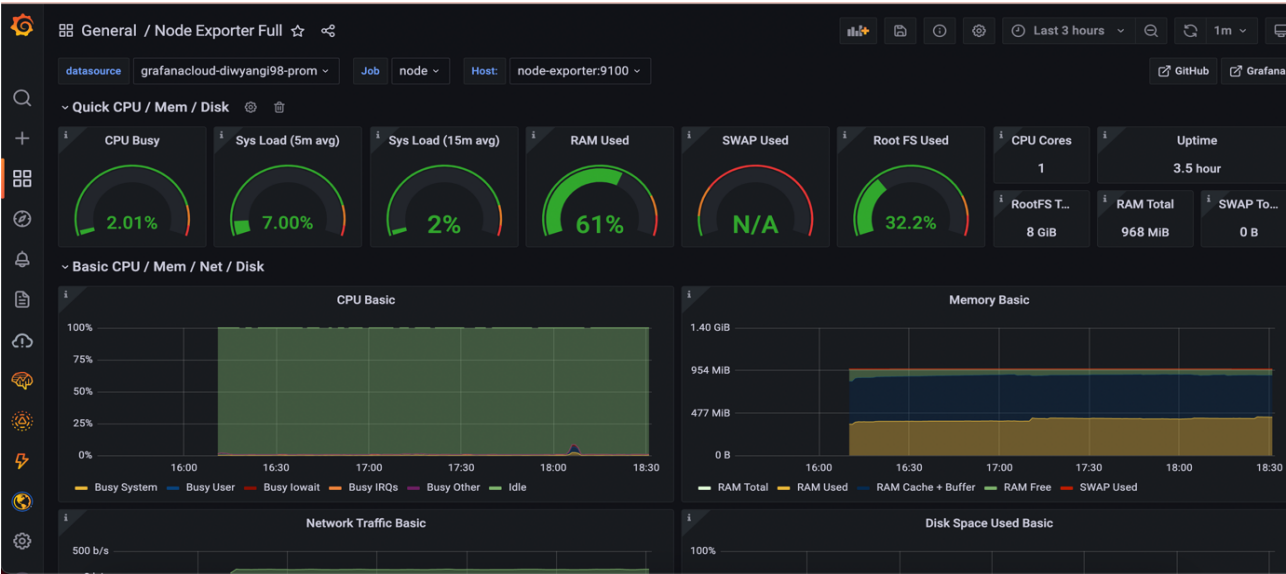 General / Node Exporter Full
Last 3 hours
1m
datasource grafanacloud-diwyangi98-prom Job node Host: node-exporter:9100
GitHub Grafana
Quick CPU / Mem / Disk
CPU Busy
2.01%
Sys Load (5m avg)
7.00%
Sys Load (15m avg)
2%
RAM Used
61%
SWAP Used
N/A
Root FS Used
32.2%
CPU Cores
1
Uptime
3.5 hour
RootFS T...
8 GiB
RAM Total
968 MiB
SWAP To...
0 B
Basic CPU / Mem / Net / Disk
CPU Basic
100%
75%
50%
25%
0%
16:00 16:30 17:00 17:30 18:00 18:30
Busy System Busy User Busy Iowait Busy IRQs Busy Other Idle
Memory Basic
1.40 GiB
954 MiB
477 MiB
0 B
16:00 16:30 17:00 17:30 18:00 18:30
RAM Total RAM Used RAM Cache + Buffer RAM Free SWAP Used
Network Traffic Basic
500 b/s
Disk Space Used Basic
100%